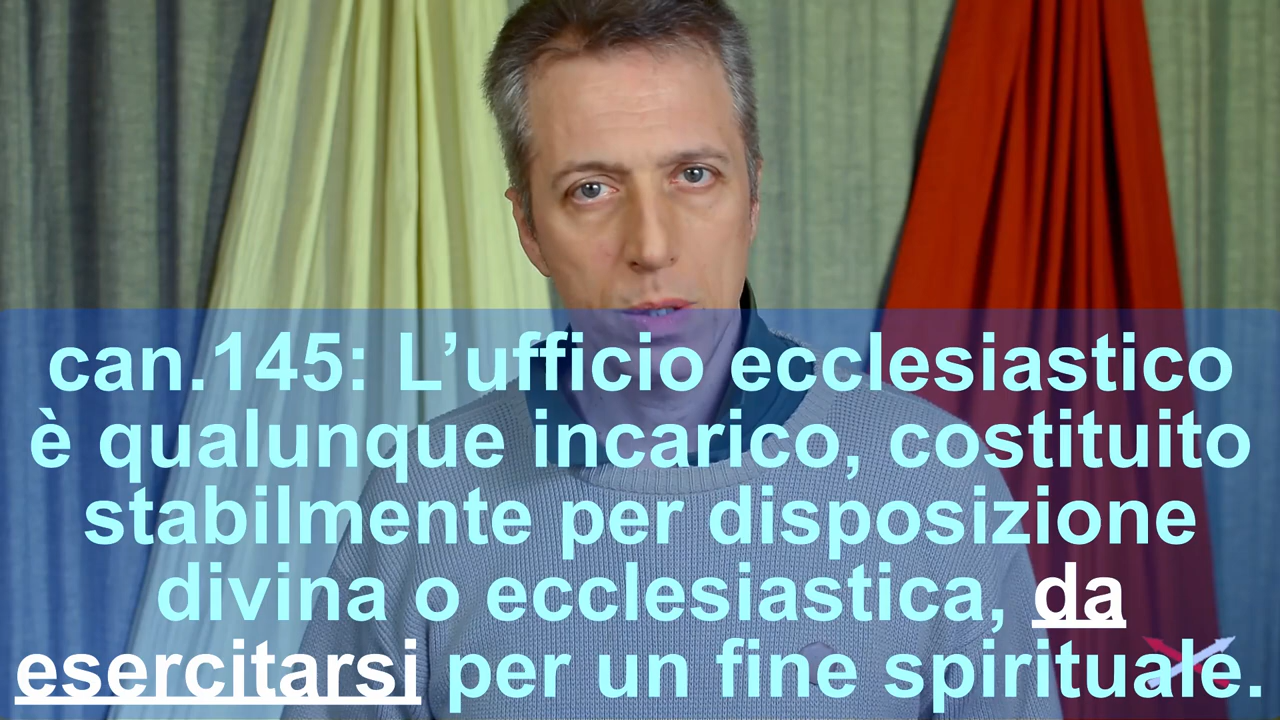 can.145: L’ufficio ecclesiastico
è qualunque incarico, costituito
stabilmente per disposizione
divina o ecclesiastica, da
esercitarsi per un fine spirituale.